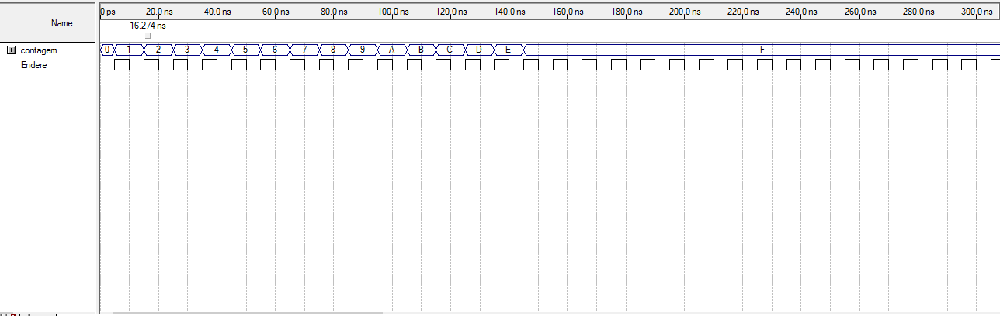 Name
0 ps 20.0 ns 40.0 ns 60.0 ns 80.0 ns 100.0 ns 120.0 ns 140.0 ns 160.0 ns 180.0 ns 200.0 ns 220.0 ns 240.0 ns 260.0 ns 280.0 ns 300.0 ns
16.274 ns
contagem 0 1 2 3 4 5 6 7 8 9 A B C D E F
Endere